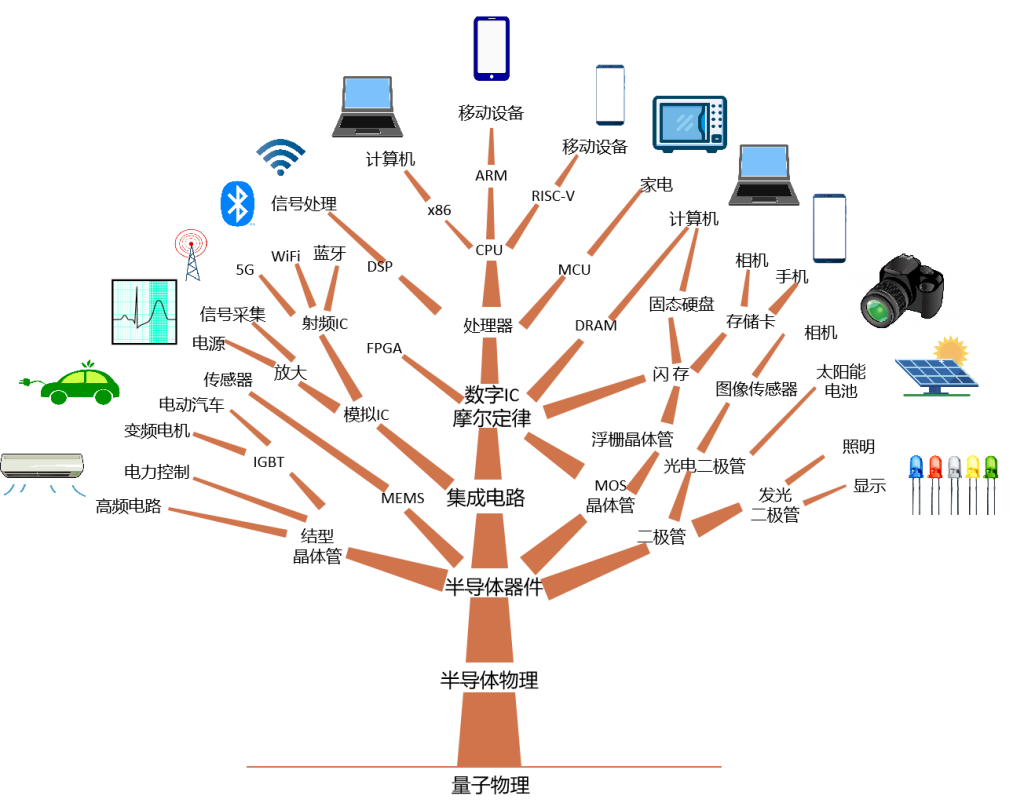 移动设备
移动设备
计算机
ARM
家电
RISC-V
信号处理
x86
计算机
CPU
WiFi
蓝牙
5G
DSP
MCU
相机
手机
固态硬盘
信号采集
射频IC
处理器
DRAM
存储卡
相机
电源
FPGA
传感器
放大
闪存
太阳能
电池
数字IC
摩尔定律
图像传感器
电动汽车
模拟IC
变频电机
浮栅晶体管
照明
IGBT
光电二极管
电力控制
MEMS
集成电路
MOS
晶体管
显示
高频电路
发光
二极管
结型
晶体管
二极管
半导体器件
半导体物理
量子物理